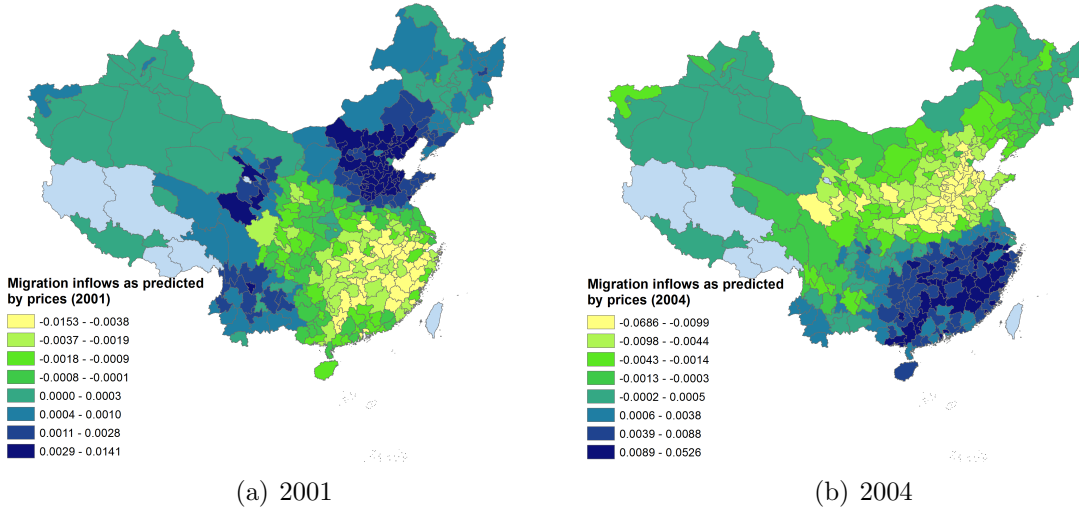 Migration inflows as predicted
by prices (2001)
-0.0153 - -0.0038
-0.0037 - -0.0019
-0.0018 - -0.0009
-0.0008 - -0.0001
0.0000 - 0.0003
0.0004 - 0.0010
0.0011 - 0.0028
0.0029 - 0.0141
(a) 2001
Migration inflows as predicted
by prices (2004)
-0.0686 - -0.0099
-0.0098 - -0.0044
-0.0043 - -0.0014
-0.0013 - -0.0003
-0.0002 - 0.0005
0.0006 - 0.0038
0.0039 - 0.0088
0.0089 - 0.0526
(b) 2004